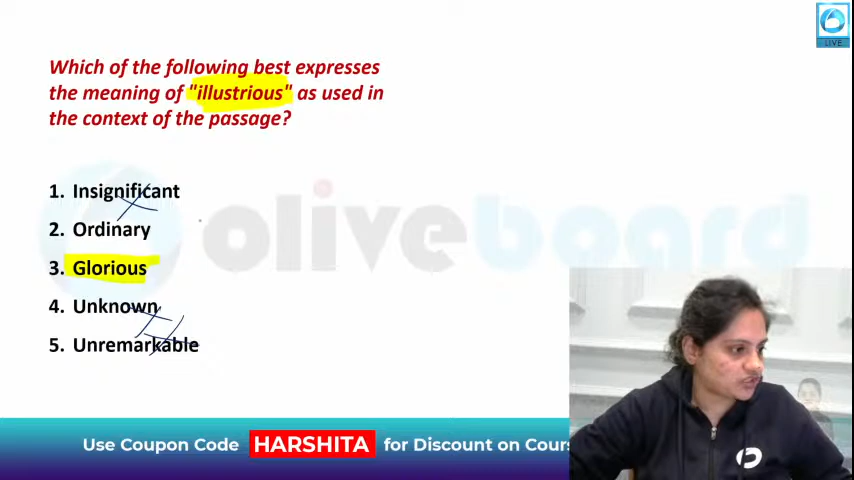 LIVE
Which of the following best expresses
the meaning of "illustrious" as used in
the context of the passage?
1. Insignificant
2. Ordinary
3. Glorious
4. Unknown
5. Unremarkable
oliveboard
Use Coupon Code HARSHITA for Discount on Cours